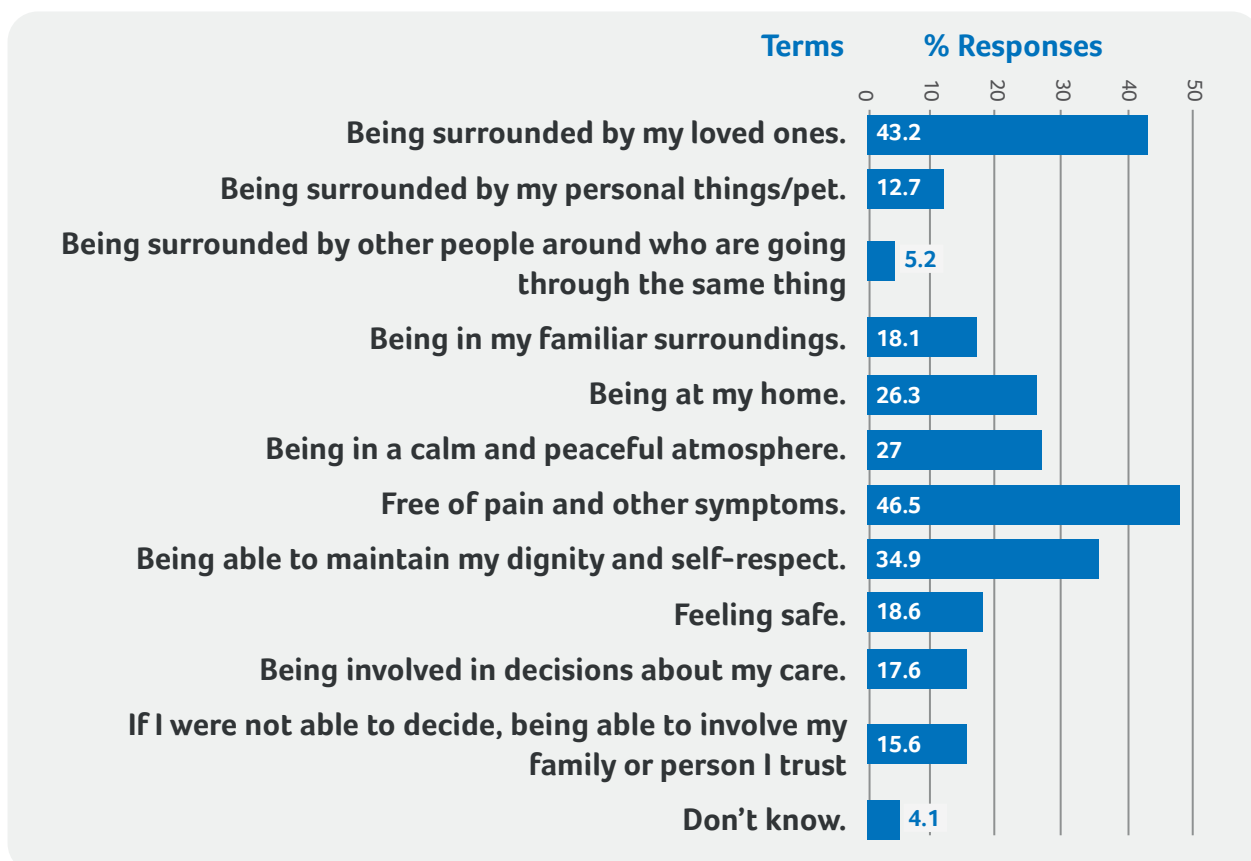 Terms % Responses
0 10 20 30 40 50
Being surrounded by my loved ones. 43.2
Being surrounded by my personal things/pet. 12.7
Being surrounded by other people around who are going
through the same thing 5.2
Being in my familiar surroundings. 18.1
Being at my home. 26.3
Being in a calm and peaceful atmosphere. 27
Free of pain and other symptoms. 46.5
Being able to maintain my dignity and self-respect. 34.9
Feeling safe. 18.6
Being involved in decisions about my care. 17.6
If I were not able to decide, being able to involve my
family or person I trust 15.6
Don’t know. 4.1